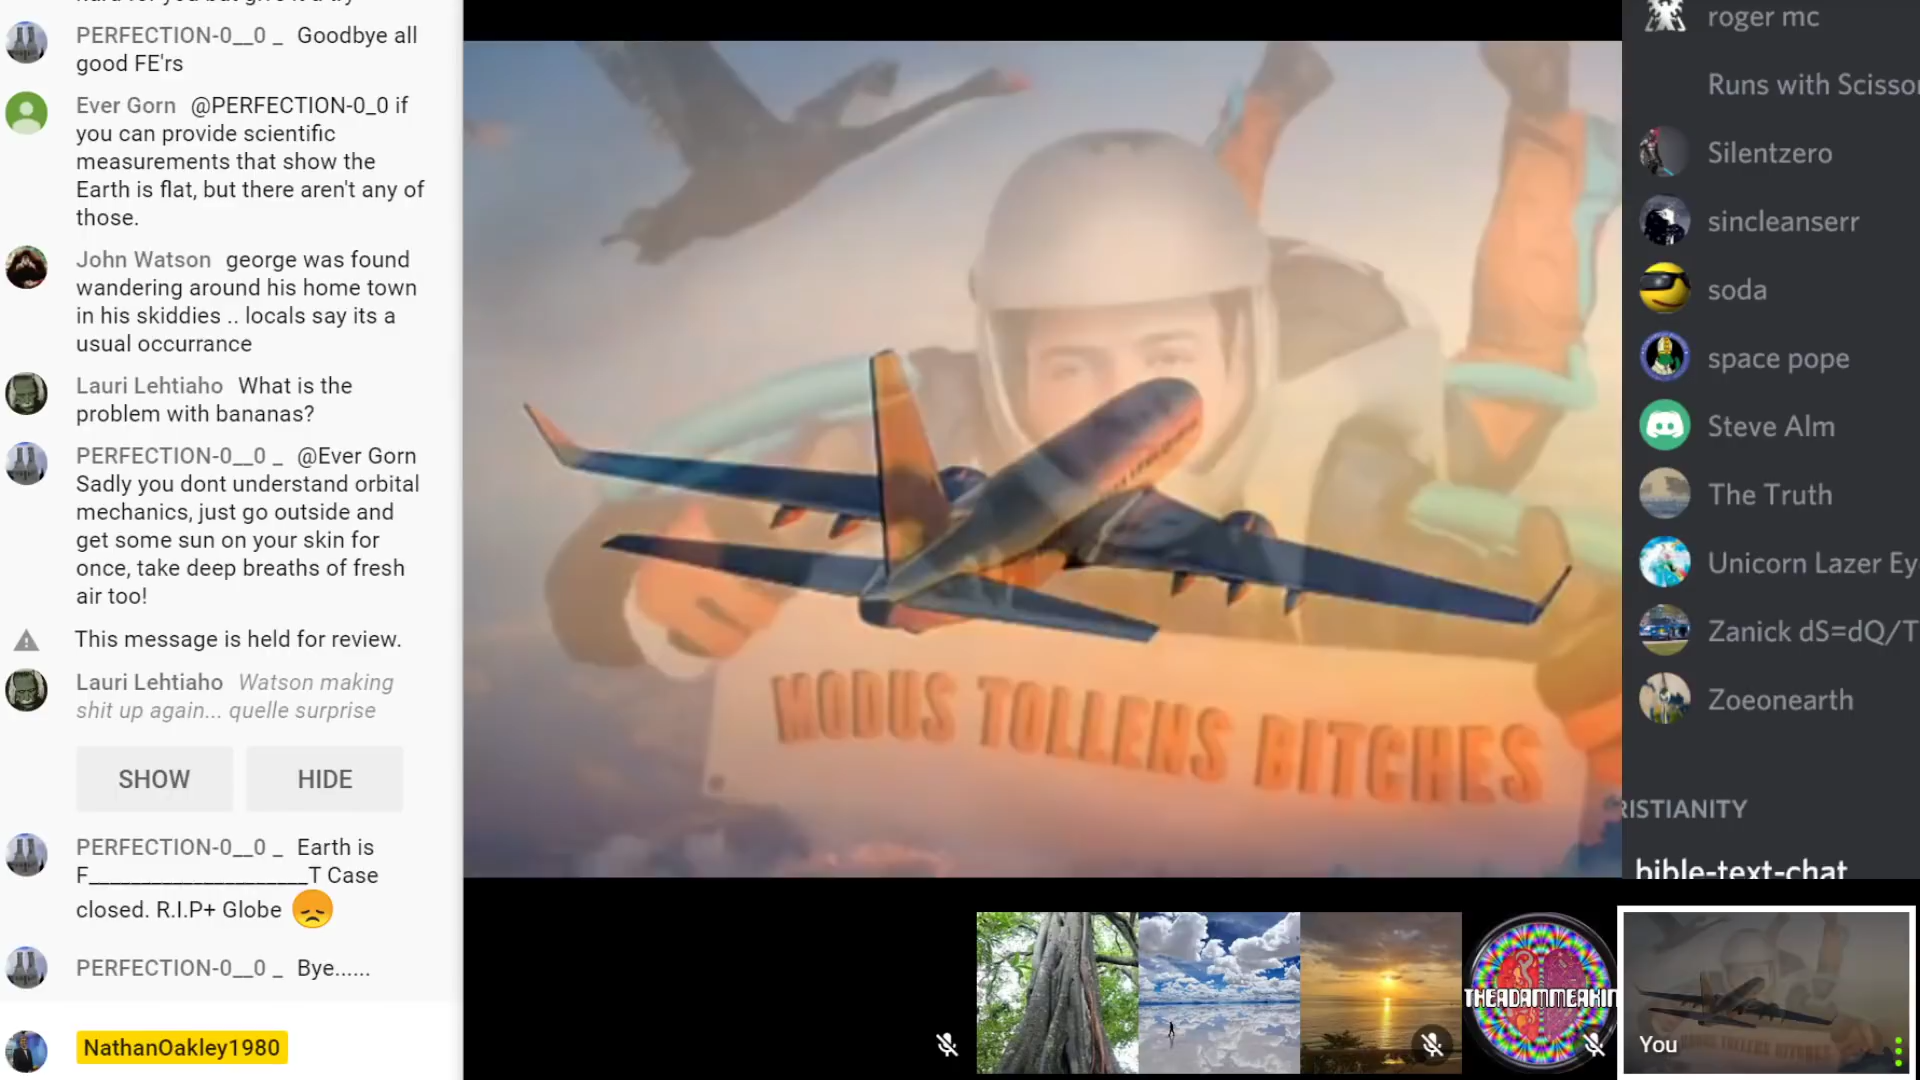 PERFECTION-0__0 _ Goodbye all
good FE'rs
Ever Gorn @PERFECTION-0_0 if
you can provide scientific
measurements that show the
Earth is flat, but there aren't any of
those.
John Watson george was found
wandering around his home town
in his skiddies .. locals say its a
usual occurrance
Lauri Lehtiaho What is the
problem with bananas?
PERFECTION-0__0 _ @Ever Gorn
Sadly you dont understand orbital
mechanics, just go outside and
get some sun on your skin for
once, take deep breaths of fresh
air too!
This message is held for review.
Lauri Lehtiaho Watson making
shit up again... quelle surprise
SHOW HIDE
PERFECTION-0__0 _ Earth is
F____________________T Case
closed. R.I.P+ Globe 😞
PERFECTION-0__0 _ Bye......
NathanOakley1980
MODUS TOLLENS BITCHES
THEADAMMEAKIN
You
roger mc
Runs with Scissor
Silentzero
sincleanserr
soda
space pope
Steve Alm
The Truth
Unicorn Lazer Ey
Zanick dS=dQ/T
Zoeonearth
RISTIANITY
bible-text-chat